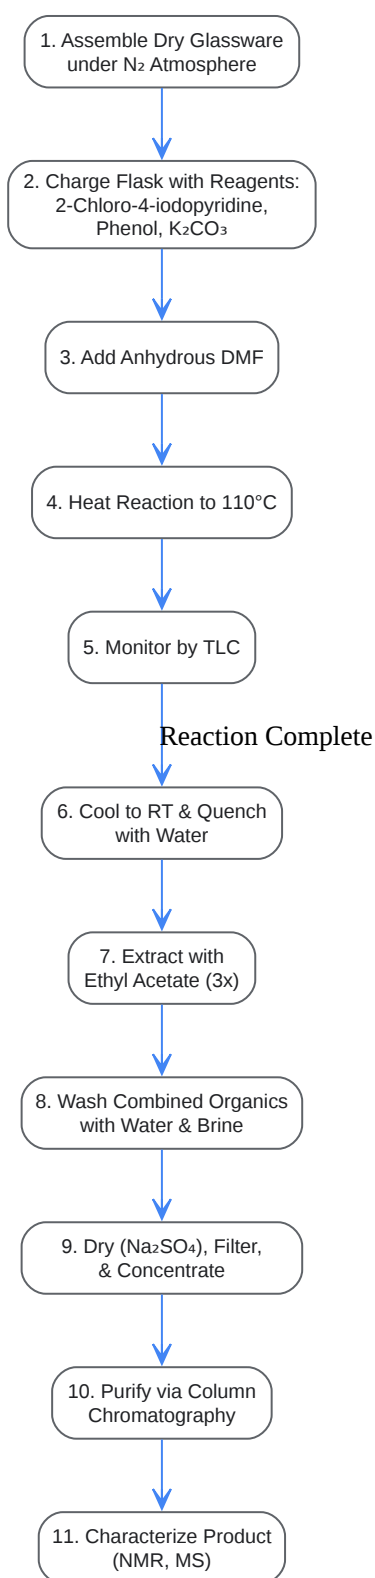 1. Assemble Dry Glassware
under N₂ Atmosphere
2. Charge Flask with Reagents:
2-Chloro-4-iodopyridine,
Phenol, K₂CO₃
3. Add Anhydrous DMF
4. Heat Reaction to 110°C
5. Monitor by TLC
Reaction Complete
6. Cool to RT & Quench
with Water
7. Extract with
Ethyl Acetate (3x)
8. Wash Combined Organics
with Water & Brine
9. Dry (Na₂SO₄), Filter,
& Concentrate
10. Purify via Column
Chromatography
11. Characterize Product
(NMR, MS)